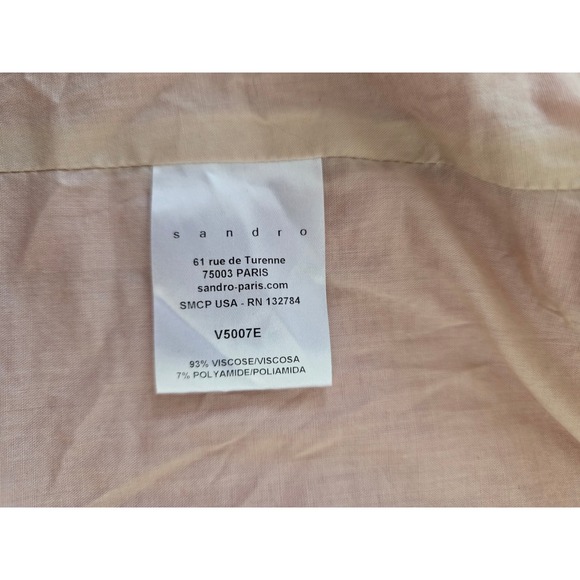 sandro
61 rue de Turenne
75003 PARIS
sandro-paris.com
SMCP USA - RN 132784
V5007E
93% VISCOSE/VISCOSA
7% POLYAMIDE/POLIAMIDA